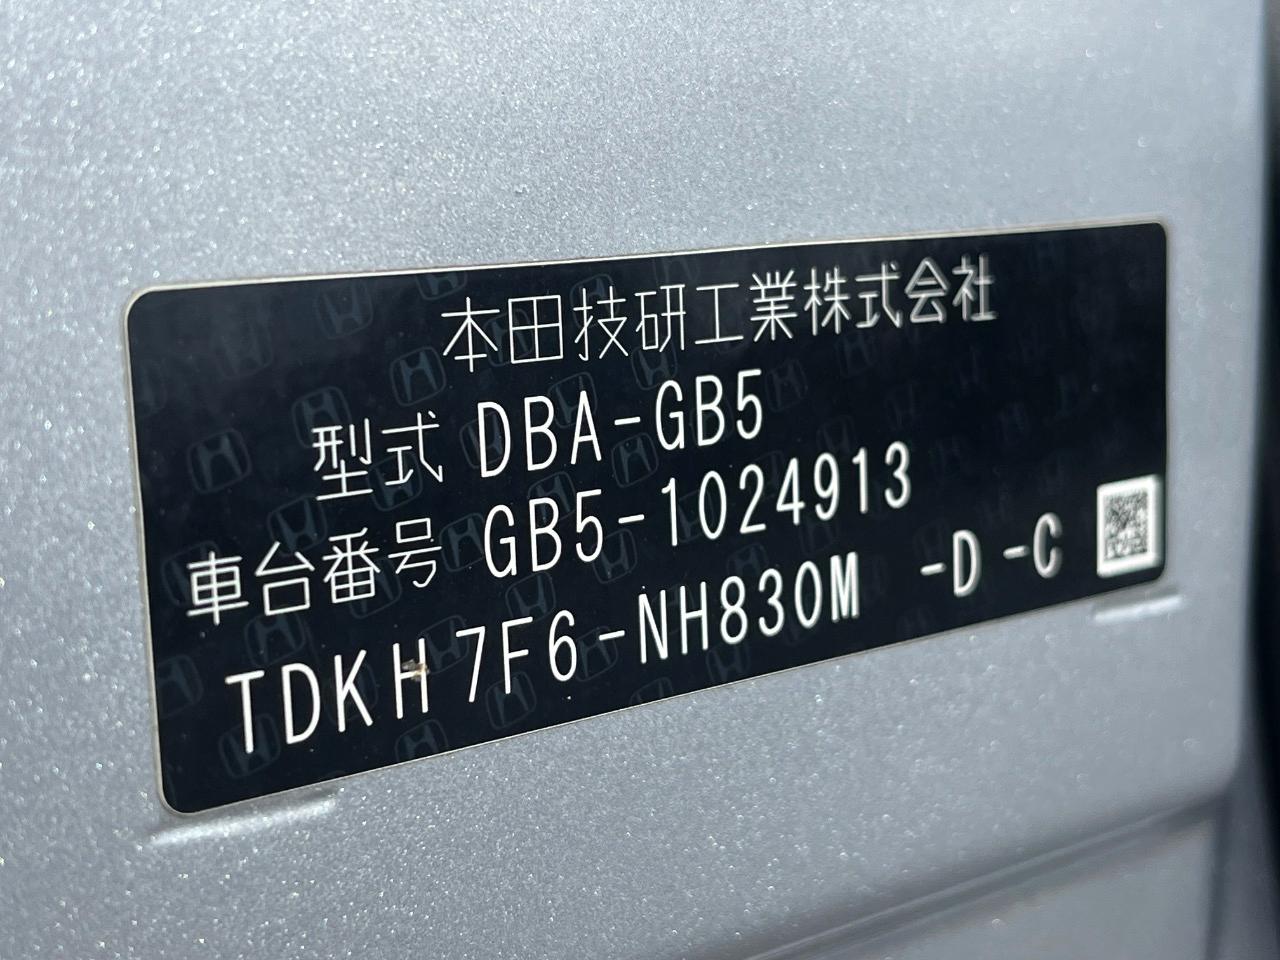 本田技研工業株式会社
型式 DBA-GB5
車台番号 GB5-1024913
TDKH 7F6-NH830M -D -C